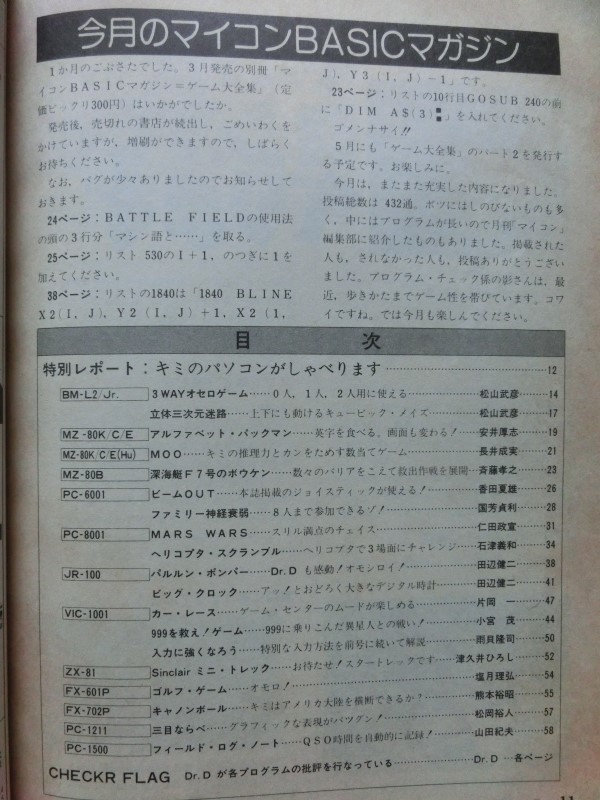 今月のマイコンBASICマガジン
1か月のごぶさたでした。3月発売の別冊「マ
イコンBASICマガジン=ゲーム大全集」(定
価ビックリ300円)はいかがでしたか。
発売後、売切れの書店が続出し、ごめいわくを
かけていますが、増刷ができますので、しばらく
お待ちください。
なお、バグが少々ありましたのでお知らせして
おきます。
24ページ:BATTLE FIELDの使用法
の頭の3行分「マシン語と……」を取る。
25ページ:リスト530のI+1,のつぎに1を
加えてください。
38ページ:リストの1840は「1840 BLINE
X2(I,J),Y2(I,J)+1,X2(1,
J),Y3(I,J)-1」です。
23ページ:リストの10行目GOSUB 240の前
に「DIM A$(3):」を入れてください。
ゴメンナサイ!!
5月にも「ゲーム大全集」のパート2を発行す
る予定です。お楽しみに。
今月は、またまた充実した内容になりました。
投稿総数は432通。ボツにはしのびないものも多
く、中にはプログラムが長いので月刊「マイコン」
編集部に紹介したものもありました。掲載された
人も、されなかった人も、投稿ありがとうござい
ました。プログラム・チェック係の影さんは、最
近、歩きかたまでゲーム性を帯びています。コワ
イですね。では今月も楽しんでください。
目 次
特別レポート:キミのパソコンがしゃべります……12
BM-L2/Jr. 3WAYオセロゲーム……0人,1人,2人用に使える……松山武彦……14
立体三次元迷路……上下にも動けるキュービック・メイズ……松山武彦……17
MZ-80K/C/E アルファベット・パックマン……英字を食べる。画面も変わる!……安井厚志……19
MZ-80K/C/E(Hu) MOO……キミの推理力とカンをためす数当てゲーム……長井成実……21
MZ-80B 深海艇F7号のボウケン……数々のバリアをこえて救出作戦を展開……斉藤孝之……23
PC-6001 ビームOUT……本誌掲載のジョイスティックが使える!……香田夏雄……26
ファミリー神経衰弱……8人まで参加できるゾ!……国芳貞利……28
PC-8001 MARS WARS……スリル満点のチェイス……仁田政宣……31
ヘリコプタ・スクランブル……ヘリコプタで3場面にチャレンジ……石津義和……34
JR-100 バルルン・ボンバー……Dr.Dも感動!オモシロイ!……田辺健二……38
ビッグ・クロック……アッ!とおどろく大きなデジタル時計……田辺健二……41
VIC-1001 カー・レース……ゲーム・センターのムードが楽しめる……片岡 一……47
999を救え!ゲーム……999に乗りこんだ異星人との戦い!……小宮 茂……44
入力に強くなろう……特別な入力方法を前号に続いて解説……雨貝隆司……50
ZX-81 Sinclair ミニ・トレック……お待たせ!スタートレックです……津久井ひろし……52
FX-601P ゴルフ・ゲーム……オモロ!……塩月理弘……54
FX-702P キャノンボール……キミはアメリカ大陸を横断できるか?……熊本裕昭……55
PC-1211 三目ならべ……グラフィックな表現がバツグン!……松岡裕人……57
PC-1500 フィールド・ログ・ノート……QSO時間を自動的に記録!……山田紀夫……58
CHECKR FLAG Dr.Dが各プログラムの批評を行なっている……Dr.D…各ページ
11